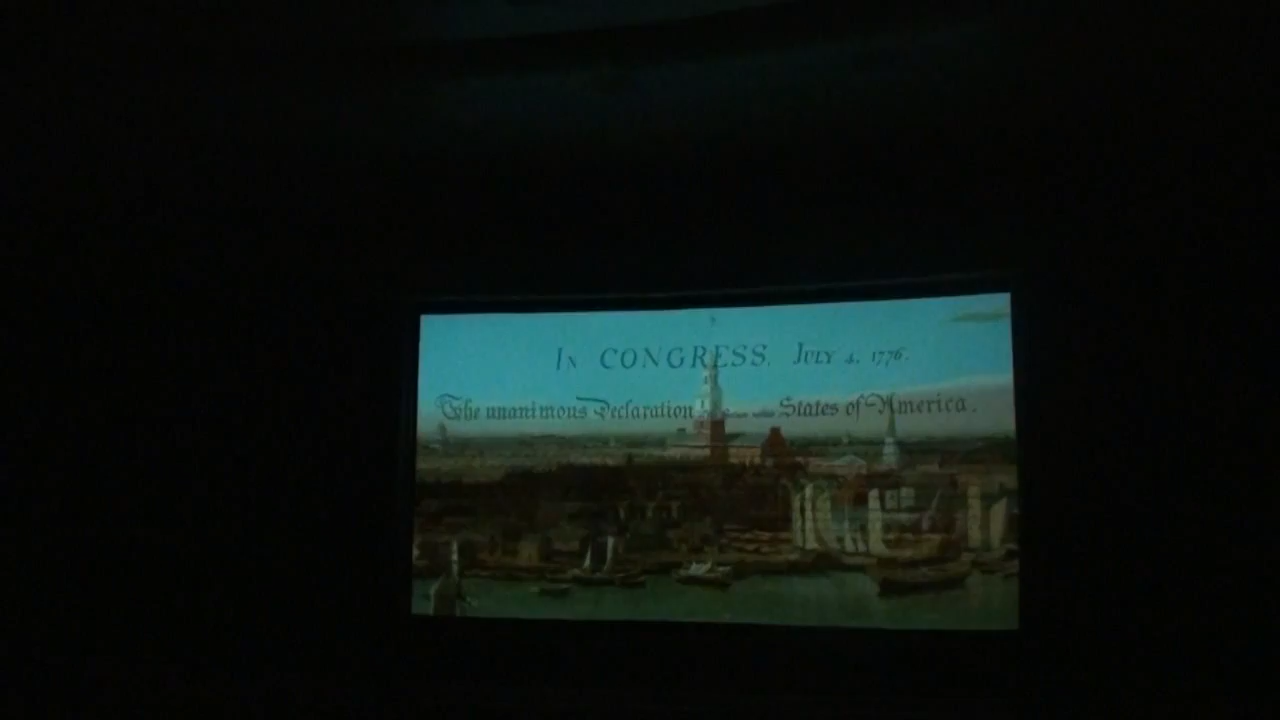 IN CONGRESS, JULY 4, 1776.
The unanimous Declaration States of America.